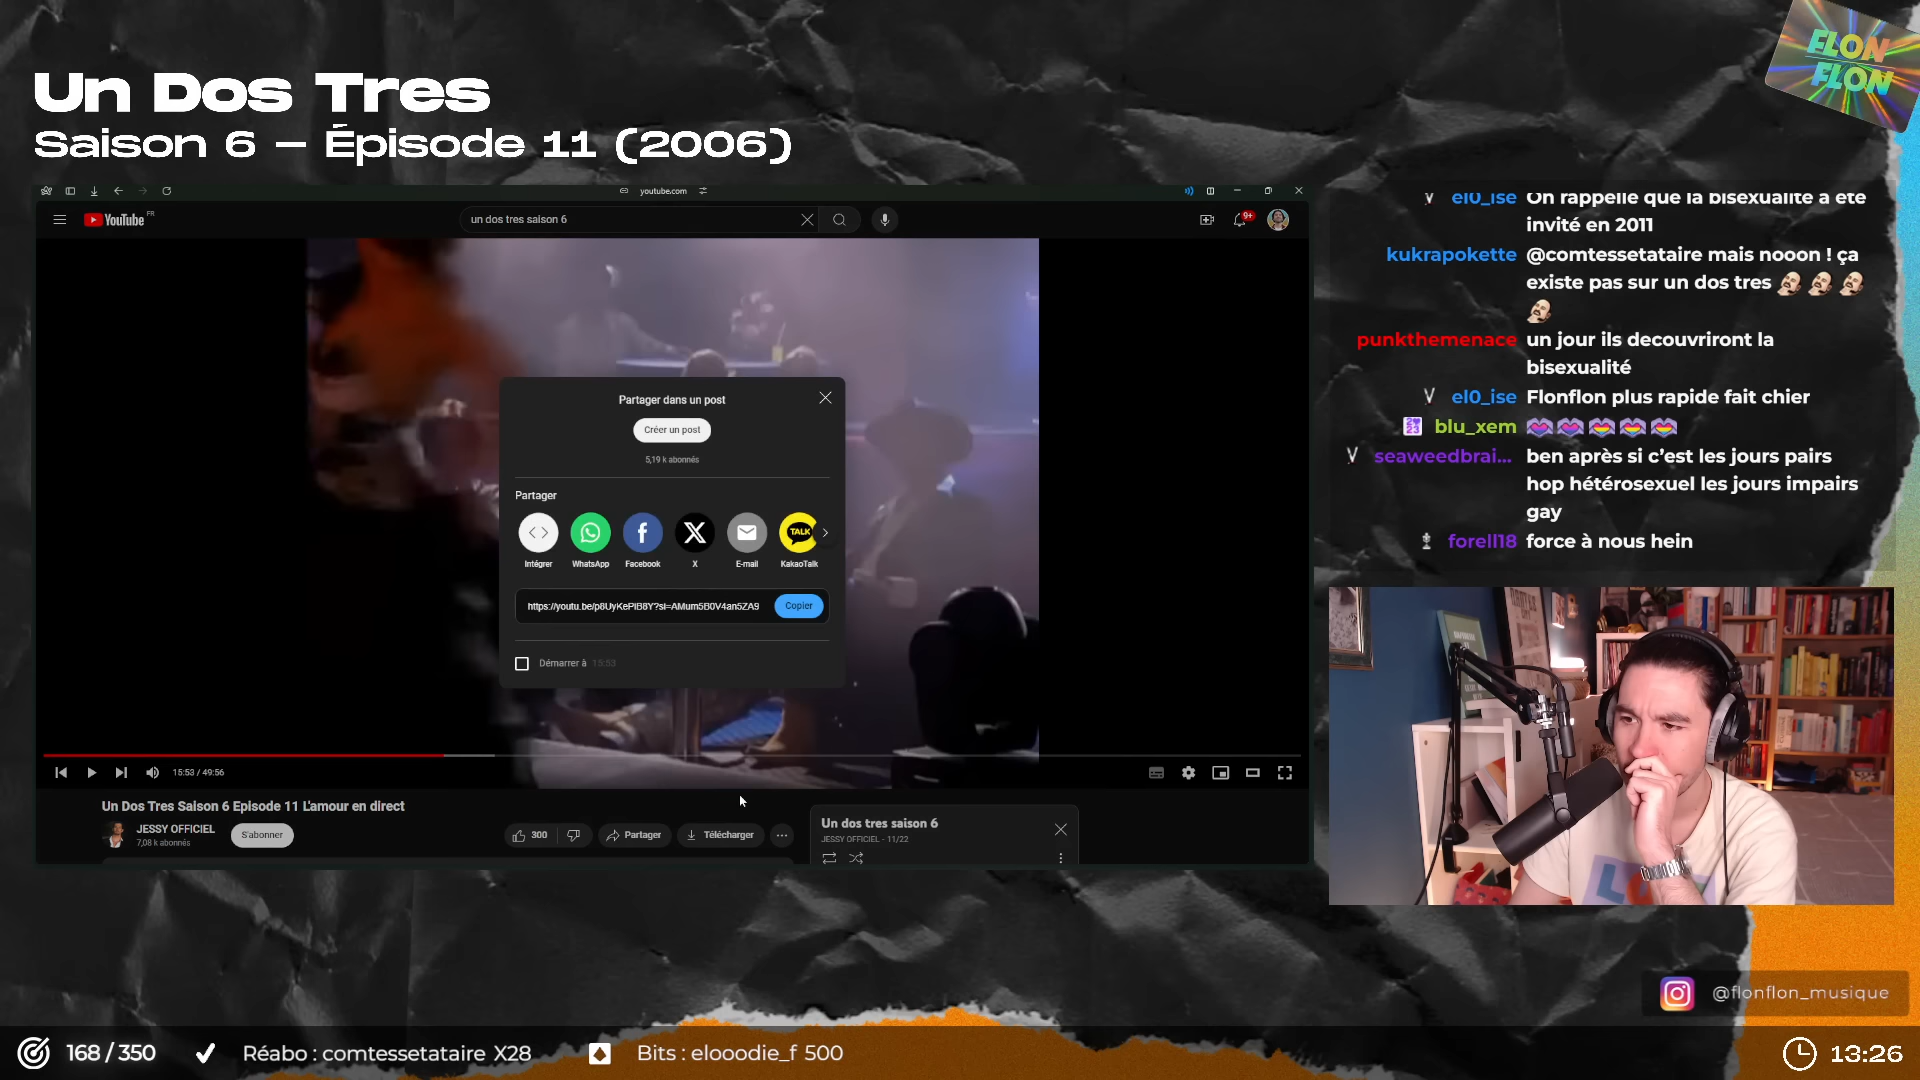 Un Dos Tres
Saison 6 – Épisode 11 (2006)
FLON
FLON
youtube.com
YouTube FR
un dos tres saison 6
9+
Partager dans un post
Créer un post
5,19 k abonnés
Partager
Intégrer
WhatsApp
Facebook
X
E-mail
TALK
KakaoTalk
https://youtu.be/p8UyKePIB8Y?si=AMum5B0V4an5ZA9
Copier
Démarrer à 15:53
15:53 / 49:56
Un Dos Tres Saison 6 Episode 11 L'amour en direct
JESSY OFFICIEL
7,08 k abonnés
S'abonner
300
Partager
Télécharger
Un dos tres saison 6
JESSY OFFICIEL - 11/22
el0_ise On rappelle que la bisexualité a été
invité en 2011
kukrapokette @comtessetataire mais nooon ! ça
existe pas sur un dos tres
punkthemenace un jour ils decouvriront la
bisexualité
el0_ise Flonflon plus rapide fait chier
blu_xem
seaweedbrai... ben après si c’est les jours pairs
hop hétérosexuel les jours impairs
gay
forell18 force à nous hein
@flonflon_musique
168 / 350
Réabo : comtessetataire X28
Bits : elooodie_f 500
13:26